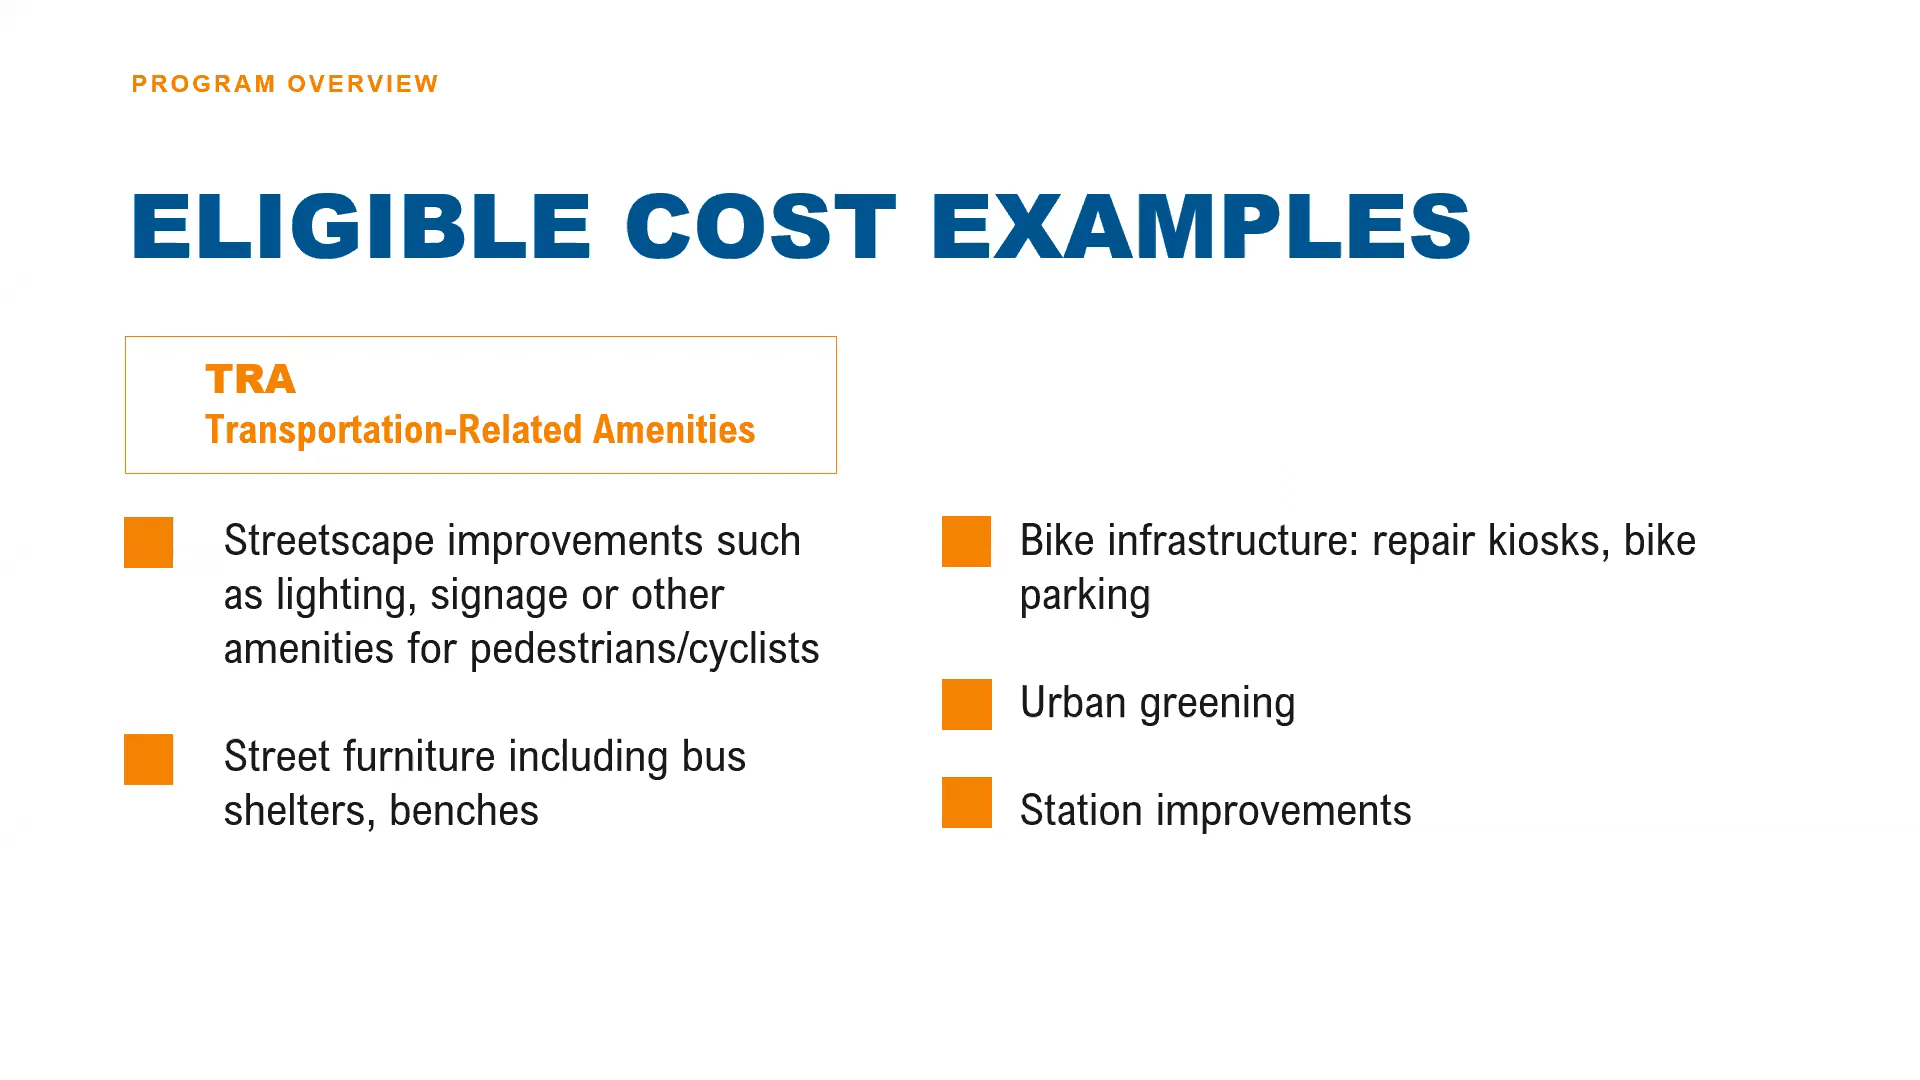 PROGRAM OVERVIEW
ELIGIBLE COST EXAMPLES
TRA
Transportation-Related Amenities
Streetscape improvements such
as lighting, signage or other
amenities for pedestrians/cyclists
Street furniture including bus
shelters, benches
Bike infrastructure: repair kiosks, bike
parking
Urban greening
Station improvements